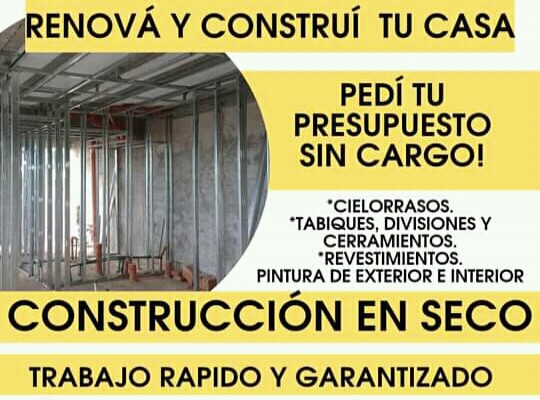 RENOVÁ Y CONSTRUÍ TU CASA
PEDÍ TU
PRESUPUESTO
SIN CARGO!
*CIELORRASOS.
*TABIQUES, DIVISIONES Y
CERRAMIENTOS.
*REVESTIMIENTOS.
PINTURA DE EXTERIOR E INTERIOR
CONSTRUCCIÓN EN SECO
TRABAJO RAPIDO Y GARANTIZADO